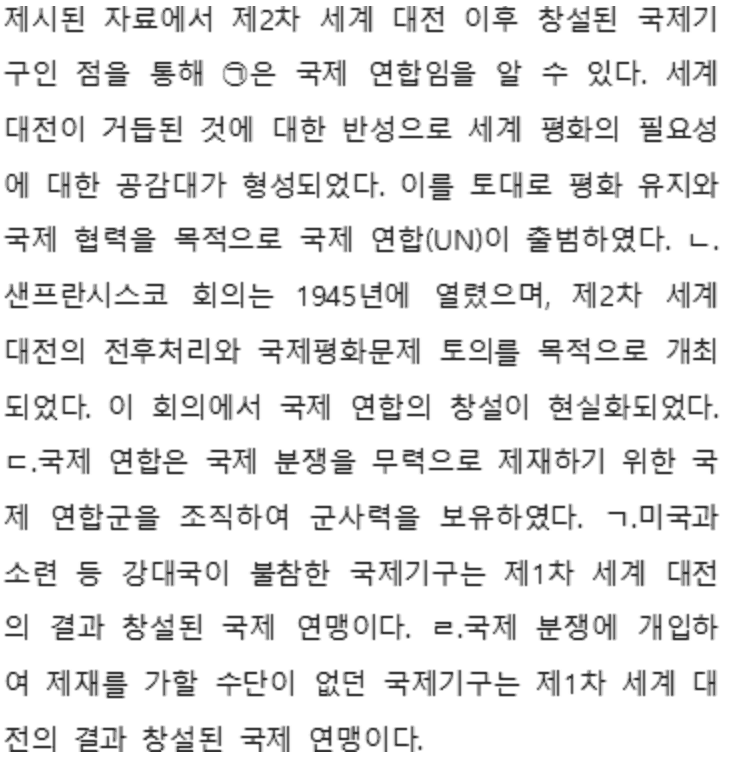 제시된 자료에서 제2차 세계 대전 이후 창설된 국제기
구인 점을 통해 ㉠은 국제 연합임을 알 수 있다. 세계
대전이 거듭된 것에 대한 반성으로 세계 평화의 필요성
에 대한 공감대가 형성되었다. 이를 토대로 평화 유지와
국제 협력을 목적으로 국제 연합(UN)이 출범하였다. ㄴ.
샌프란시스코 회의는 1945년에 열렸으며, 제2차 세계
대전의 전후처리와 국제평화문제 토의를 목적으로 개최
되었다. 이 회의에서 국제 연합의 창설이 현실화되었다.
ㄷ.국제 연합은 국제 분쟁을 무력으로 제재하기 위한 국
제 연합군을 조직하여 군사력을 보유하였다. ㄱ.미국과
소련 등 강대국이 불참한 국제기구는 제1차 세계 대전
의 결과 창설된 국제 연맹이다. ㄹ.국제 분쟁에 개입하
여 제재를 가할 수단이 없던 국제기구는 제1차 세계 대
전의 결과 창설된 국제 연맹이다.